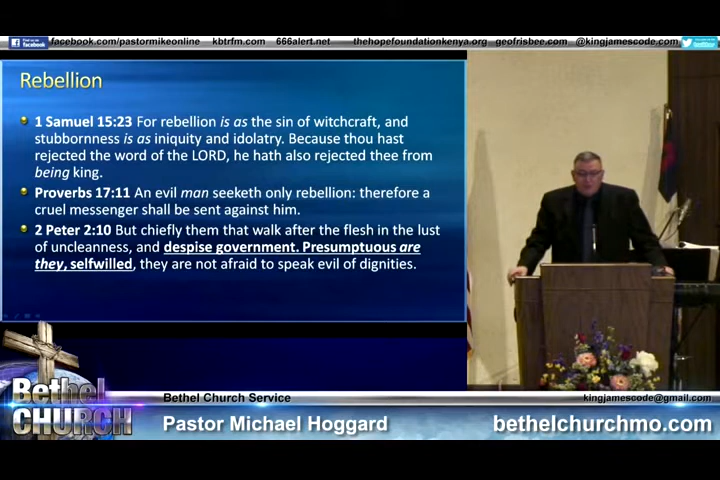 Find us on facebook facebook.com/pastormikeonline kbtrfm.com 666alert.net thehopefoundationkenya.org geofrisbee.com @kingjamescode.com twitter
Rebellion
1 Samuel 15:23 For rebellion is as the sin of witchcraft, and
stubbornness is as iniquity and idolatry. Because thou hast
rejected the word of the LORD, he hath also rejected thee from
being king.
Proverbs 17:11 An evil man seeketh only rebellion: therefore a
cruel messenger shall be sent against him.
2 Peter 2:10 But chiefly them that walk after the flesh in the lust
of uncleanness, and despise government. Presumptuous are
they, selfwilled, they are not afraid to speak evil of dignities.
Bethel
CHURCH
Bethel Church Service kingjamescode@gmail.com
Pastor Michael Hoggard bethelchurchmo.com